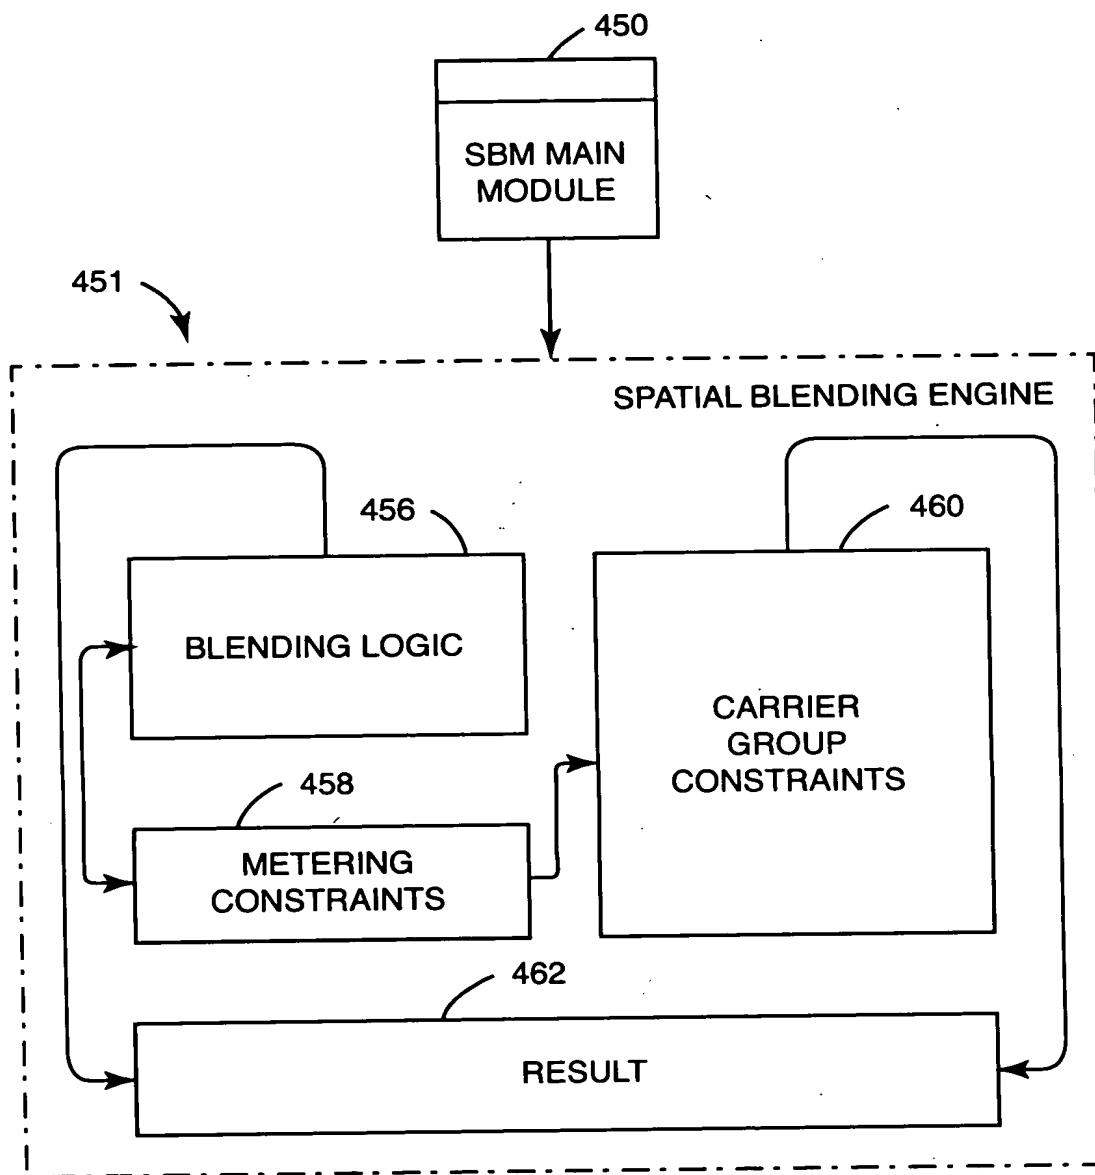 450
SBM MAIN
MODULE
451
SPATIAL BLENDING ENGINE
456
460
BLENDING LOGIC
CARRIER
GROUP
CONSTRAINTS
458
METERING
CONSTRAINTS
462
RESULT